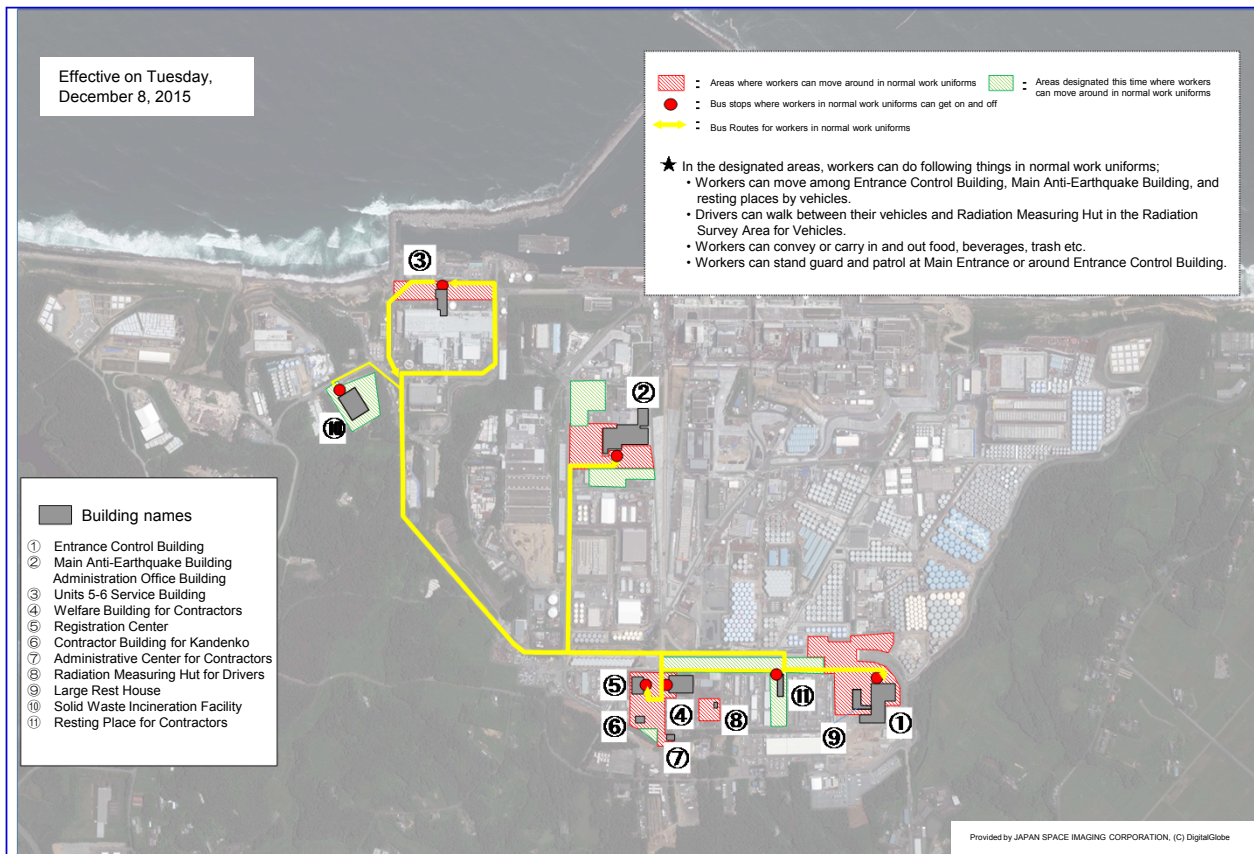 Effective on Tuesday,
December 8, 2015
: Areas where workers can move around in normal work uniforms
: Areas designated this time where workers
can move around in normal work uniforms
: Bus stops where workers in normal work uniforms can get on and off
: Bus Routes for workers in normal work uniforms
★ In the designated areas, workers can do following things in normal work uniforms;
• Workers can move among Entrance Control Building, Main Anti-Earthquake Building, and
resting places by vehicles.
• Drivers can walk between their vehicles and Radiation Measuring Hut in the Radiation
Survey Area for Vehicles.
• Workers can convey or carry in and out food, beverages, trash etc.
• Workers can stand guard and patrol at Main Entrance or around Entrance Control Building.
③
②
⑩
Building names
① Entrance Control Building
② Main Anti-Earthquake Building
Administration Office Building
③ Units 5-6 Service Building
④ Welfare Building for Contractors
⑤ Registration Center
⑥ Contractor Building for Kandenko
⑦ Administrative Center for Contractors
⑧ Radiation Measuring Hut for Drivers
⑨ Large Rest House
⑩ Solid Waste Incineration Facility
⑪ Resting Place for Contractors
⑤
⑪
⑥
④
⑧
⑨
①
⑦
Provided by JAPAN SPACE IMAGING CORPORATION, (C) DigitalGlobe